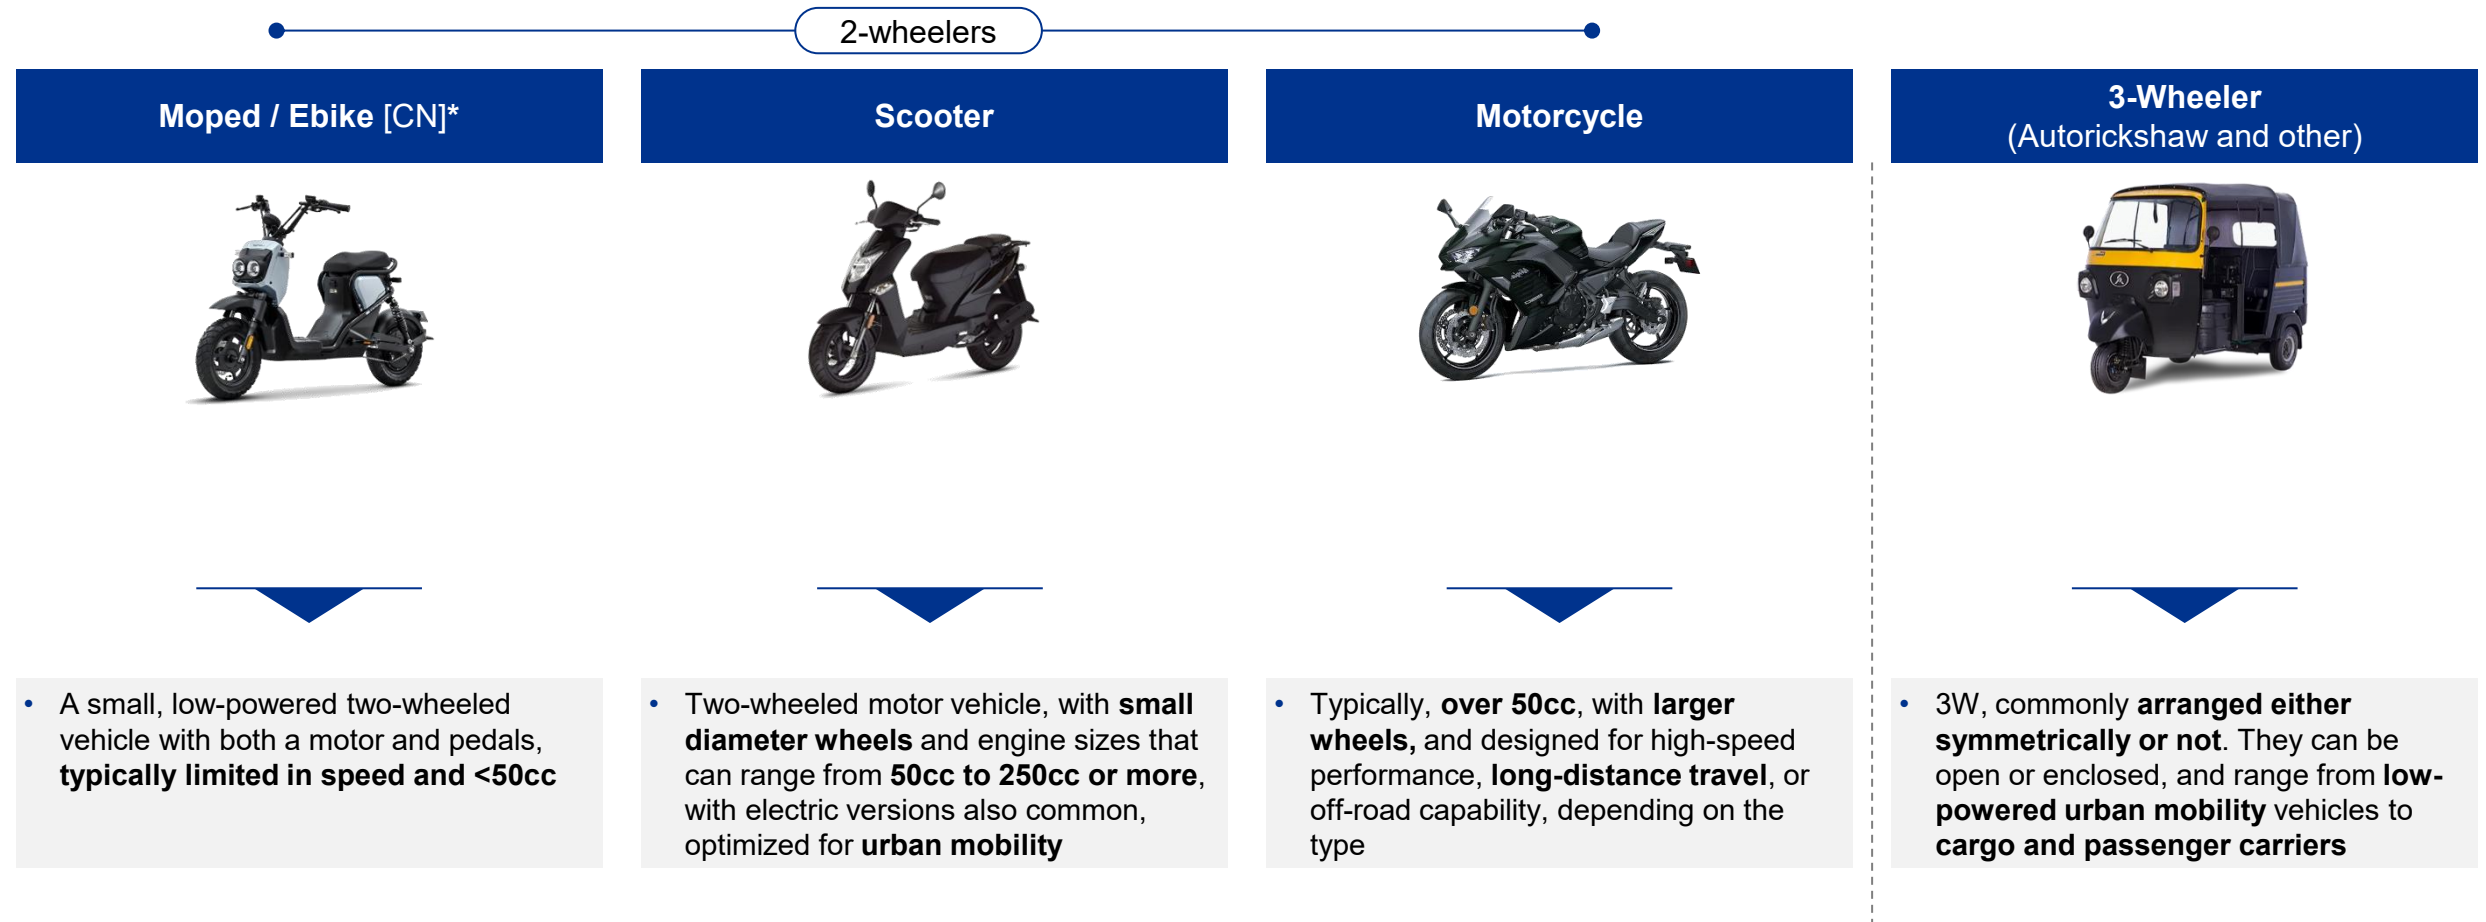 2-wheelers
Moped / Ebike [CN]*
Scooter
Motorcycle
3-Wheeler
(Autorickshaw and other)
• A small, low-powered two-wheeled
vehicle with both a motor and pedals,
typically limited in speed and <50cc
• Two-wheeled motor vehicle, with small
diameter wheels and engine sizes that
can range from 50cc to 250cc or more,
with electric versions also common,
optimized for urban mobility
• Typically, over 50cc, with larger
wheels, and designed for high-speed
performance, long-distance travel, or
off-road capability, depending on the
type
• 3W, commonly arranged either
symmetrically or not. They can be
open or enclosed, and range from low-
powered urban mobility vehicles to
cargo and passenger carriers